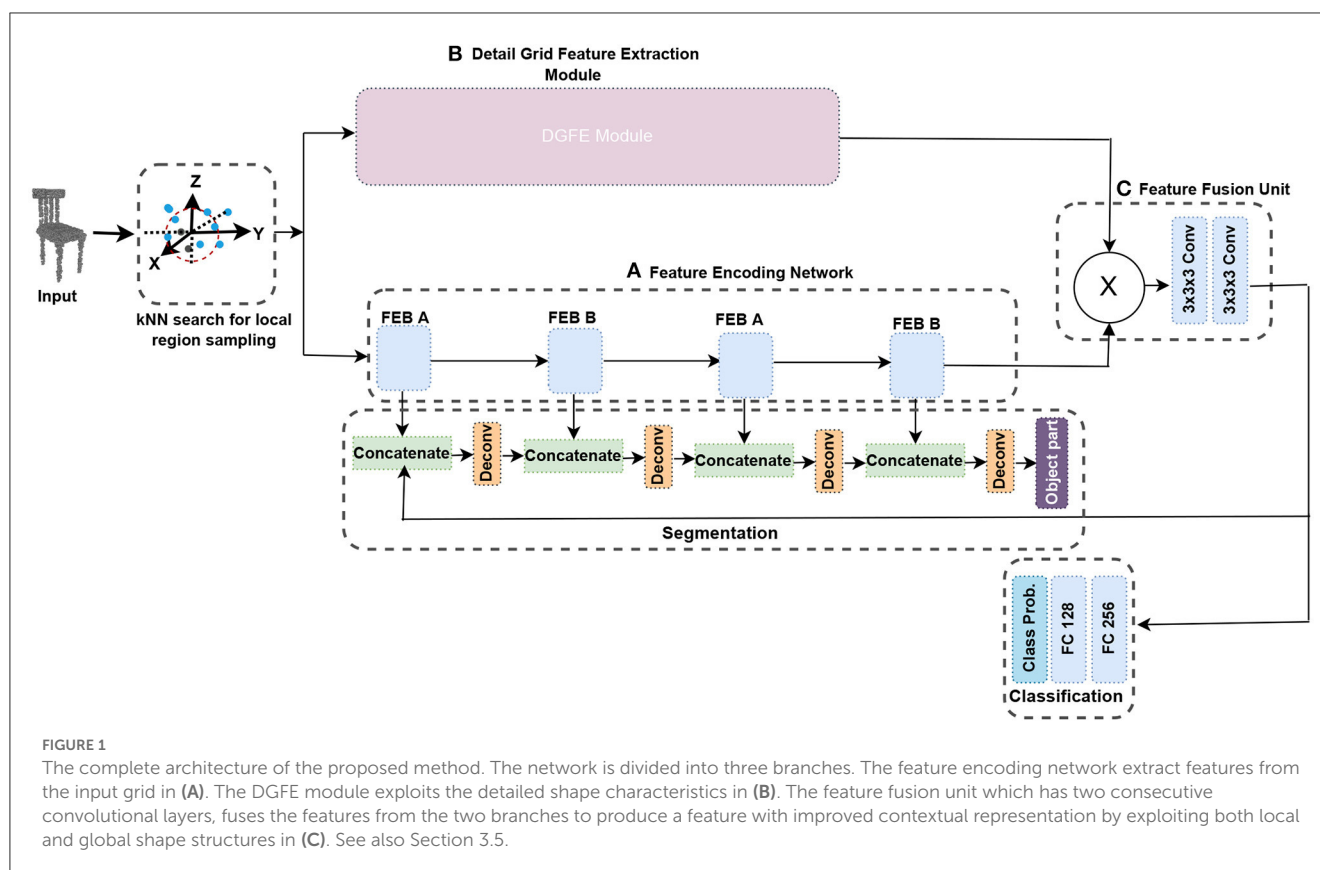 B Detail Grid Feature Extraction
Module
DGFE Module
Z
Y
X
Input
kNN search for local
region sampling
C Feature Fusion Unit
X
3x3x3 Conv
3x3x3 Conv
A Feature Encoding Network
FEB A
FEB B
FEB A
FEB B
Concatenate
Deconv
Concatenate
Deconv
Concatenate
Deconv
Concatenate
Deconv
Object part
Segmentation
Class Prob.
FC 128
FC 256
Classification
FIGURE 1
The complete architecture of the proposed method. The network is divided into three branches. The feature encoding network extract features from
the input grid in (A). The DGFE module exploits the detailed shape characteristics in (B). The feature fusion unit which has two consecutive
convolutional layers, fuses the features from the two branches to produce a feature with improved contextual representation by exploiting both local
and global shape structures in (C). See also Section 3.5.